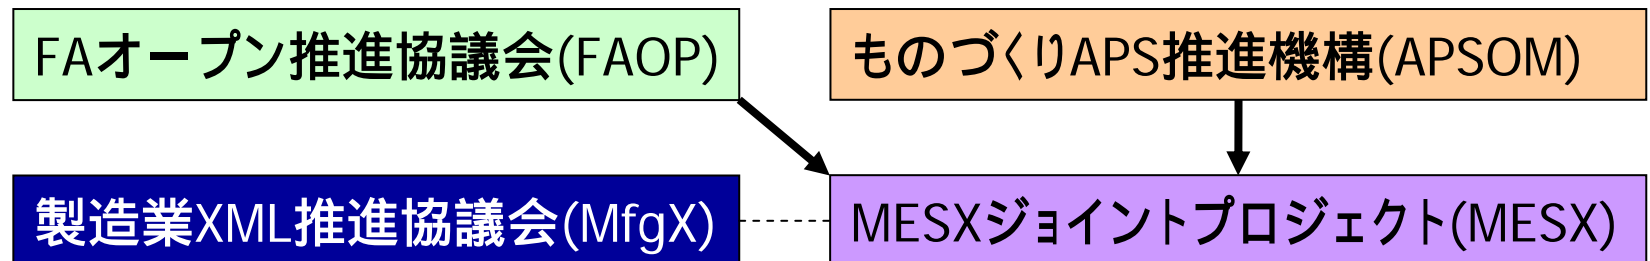 FAオープン推進協議会(FAOP)
ものづくりAPS推進機構(APSOM)
製造業XML推進協議会(MfgX)
MESXジョイントプロジェクト(MESX)